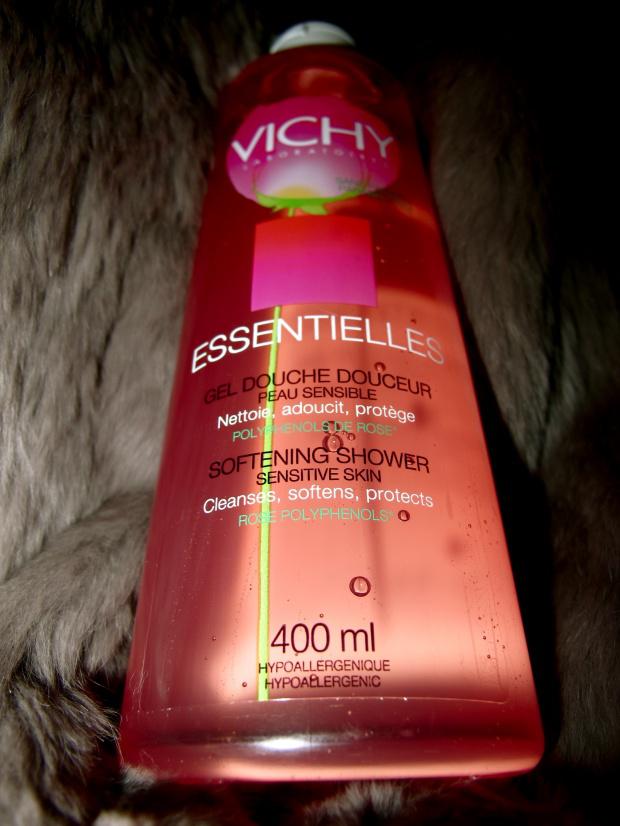 VICHY
LABORATOIRES
ESSENTIELLES
GEL DOUCHE DOUCEUR
PEAU SENSIBLE
Nettoie, adoucit, protège
POLYPHENOLS DE ROSE*
SOFTENING SHOWER
SENSITIVE SKIN
Cleanses, softens, protects
ROSE POLYPHENOLS*
400 ml
HYPOALLERGENIQUE
HYPOALLERGENIC